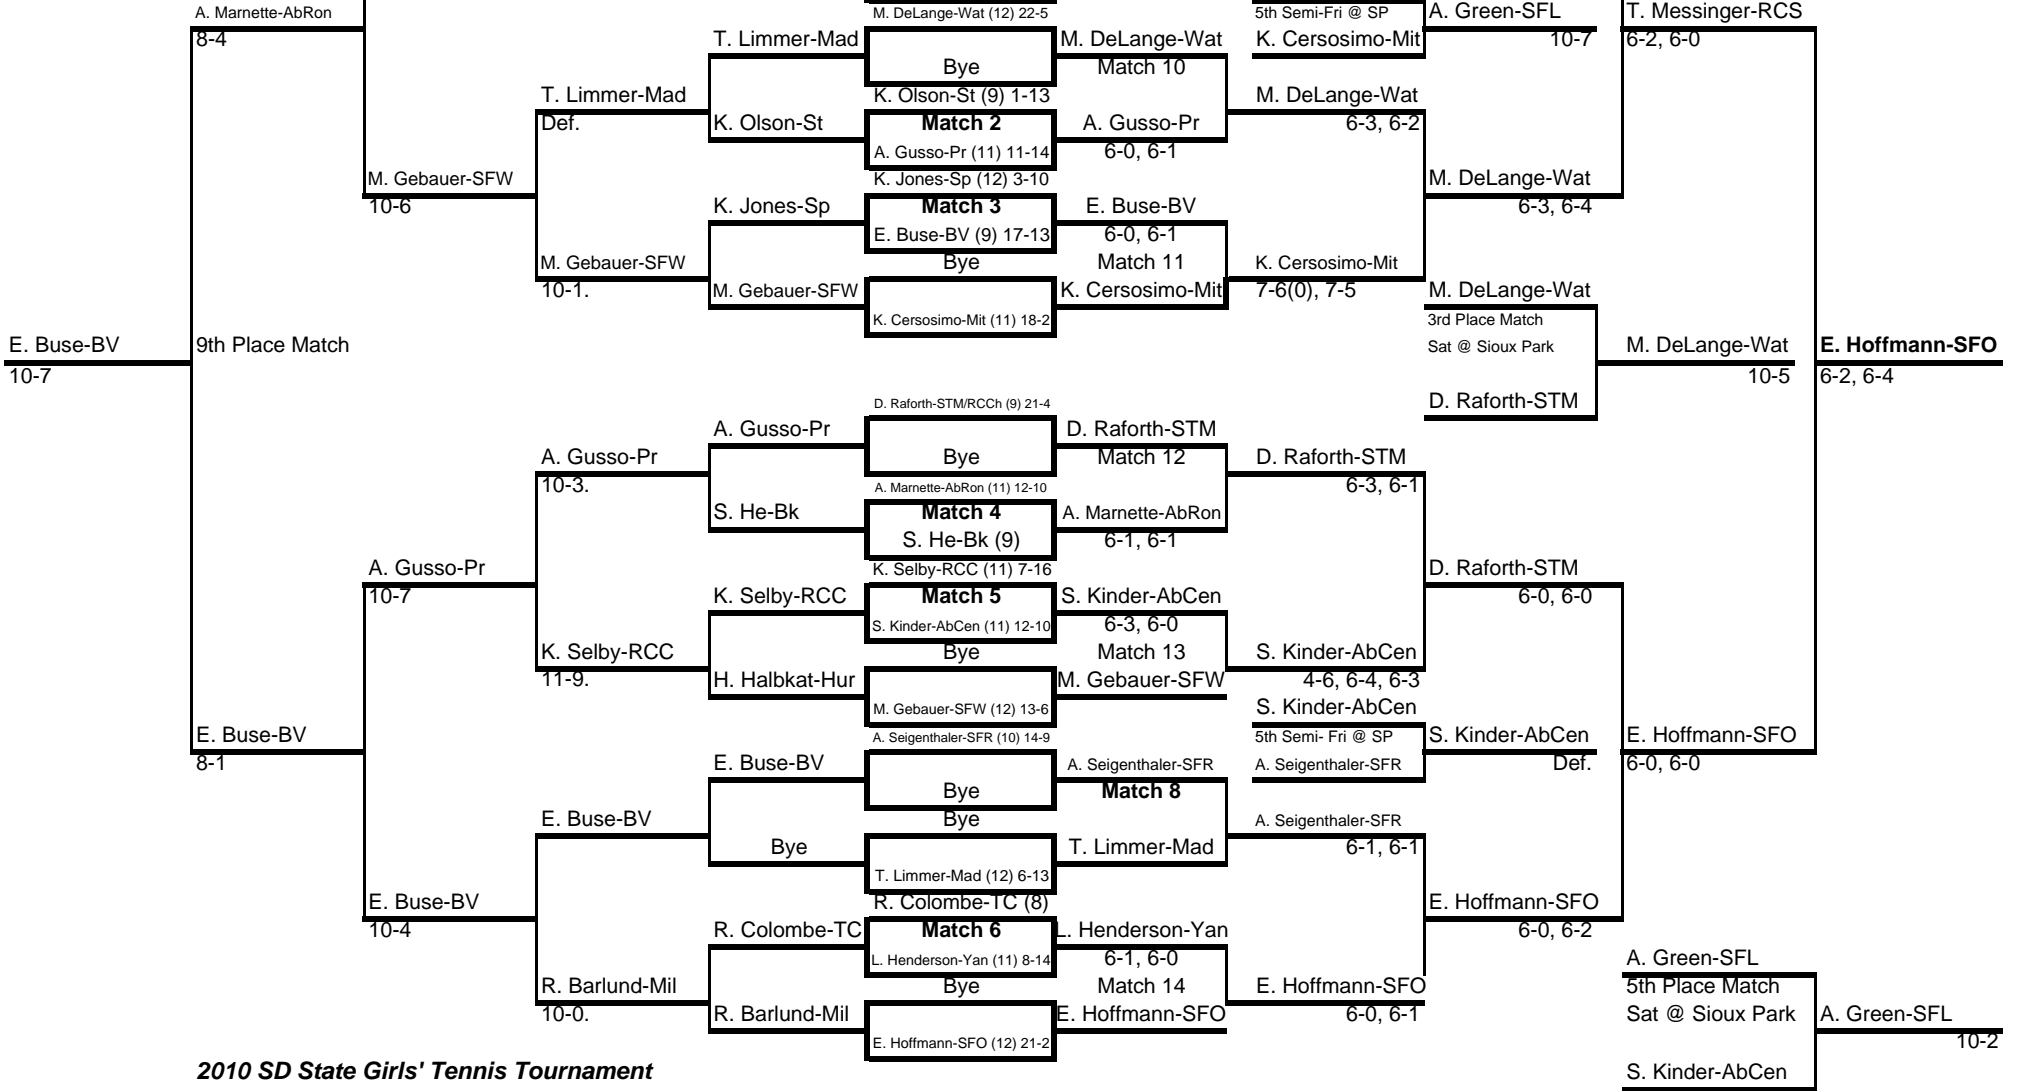 A. Marnette-AbRon
8-4
M. Gebauer-SFW
10-6
T. Limmer-Mad
Def.
M. Gebauer-SFW
10-1.
T. Limmer-Mad
K. Olson-St
K. Jones-Sp
M. Gebauer-SFW
M. DeLange-Wat (12) 22-5
Bye
K. Olson-St (9) 1-13
Match 2
A. Gusso-Pr (11) 11-14
K. Jones-Sp (12) 3-10
Match 3
E. Buse-BV (9) 17-13
Bye
K. Cersosimo-Mit (11) 18-2
M. DeLange-Wat
Match 10
A. Gusso-Pr
6-0, 6-1
E. Buse-BV
6-0, 6-1
Match 11
K. Cersosimo-Mit
5th Semi-Fri @ SP
K. Cersosimo-Mit
M. DeLange-Wat
6-3, 6-2
K. Cersosimo-Mit
7-6(0), 7-5
A. Green-SFL
10-7
M. DeLange-Wat
6-3, 6-4
M. DeLange-Wat
3rd Place Match
Sat @ Sioux Park
D. Raforth-STM
T. Messinger-RCS
6-2, 6-0
M. DeLange-Wat
10-5
E. Hoffmann-SFO
6-2, 6-4
E. Buse-BV
10-7
9th Place Match
E. Buse-BV
8-1
A. Gusso-Pr
10-7
E. Buse-BV
10-4
A. Gusso-Pr
10-3.
K. Selby-RCC
11-9.
E. Buse-BV
R. Barlund-Mil
10-0.
A. Gusso-Pr
S. He-Bk
K. Selby-RCC
H. Halbkat-Hur
E. Buse-BV
Bye
R. Colombe-TC
R. Barlund-Mil
D. Raforth-STM/RCCh (9) 21-4
Bye
A. Marnette-AbRon (11) 12-10
Match 4
S. He-Bk (9)
K. Selby-RCC (11) 7-16
Match 5
S. Kinder-AbCen (11) 12-10
Bye
M. Gebauer-SFW (12) 13-6
A. Seigenthaler-SFR (10) 14-9
Bye
Bye
T. Limmer-Mad (12) 6-13
R. Colombe-TC (8)
Match 6
L. Henderson-Yan (11) 8-14
Bye
E. Hoffmann-SFO (12) 21-2
D. Raforth-STM
Match 12
A. Marnette-AbRon
6-1, 6-1
S. Kinder-AbCen
6-3, 6-0
Match 13
M. Gebauer-SFW
A. Seigenthaler-SFR
Match 8
T. Limmer-Mad
L. Henderson-Yan
6-1, 6-0
Match 14
E. Hoffmann-SFO
D. Raforth-STM
6-3, 6-1
S. Kinder-AbCen
4-6, 6-4, 6-3
S. Kinder-AbCen
5th Semi- Fri @ SP
A. Seigenthaler-SFR
A. Seigenthaler-SFR
6-1, 6-1
E. Hoffmann-SFO
6-0, 6-1
D. Raforth-STM
6-0, 6-0
S. Kinder-AbCen
Def.
E. Hoffmann-SFO
6-0, 6-2
E. Hoffmann-SFO
6-0, 6-0
A. Green-SFL
5th Place Match
Sat @ Sioux Park
S. Kinder-AbCen
A. Green-SFL
10-2
2010 SD State Girls' Tennis Tournament